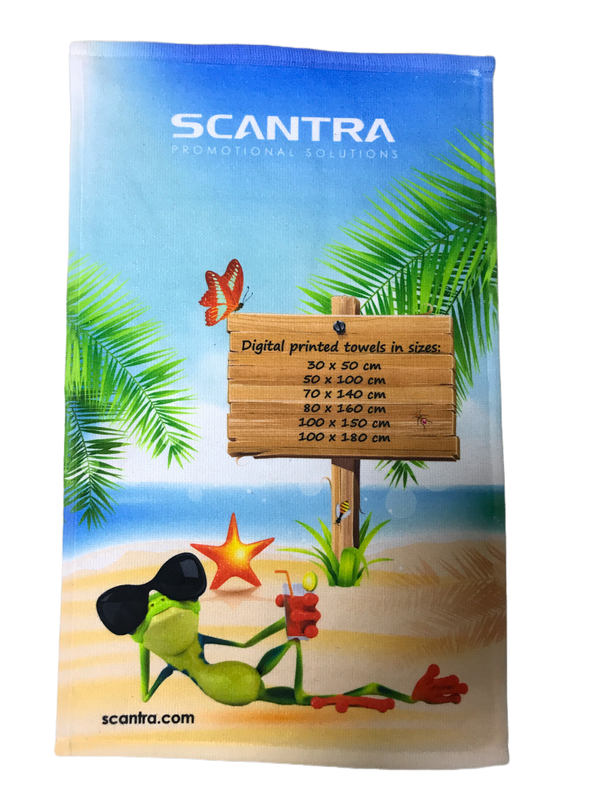 SCANTRA
PROMOTIONAL SOLUTIONS
Digital printed towels in sizes:
30 x 50 cm
50 x 100 cm
70 x 140 cm
80 x 160 cm
100 x 150 cm
100 x 180 cm
scantra.com